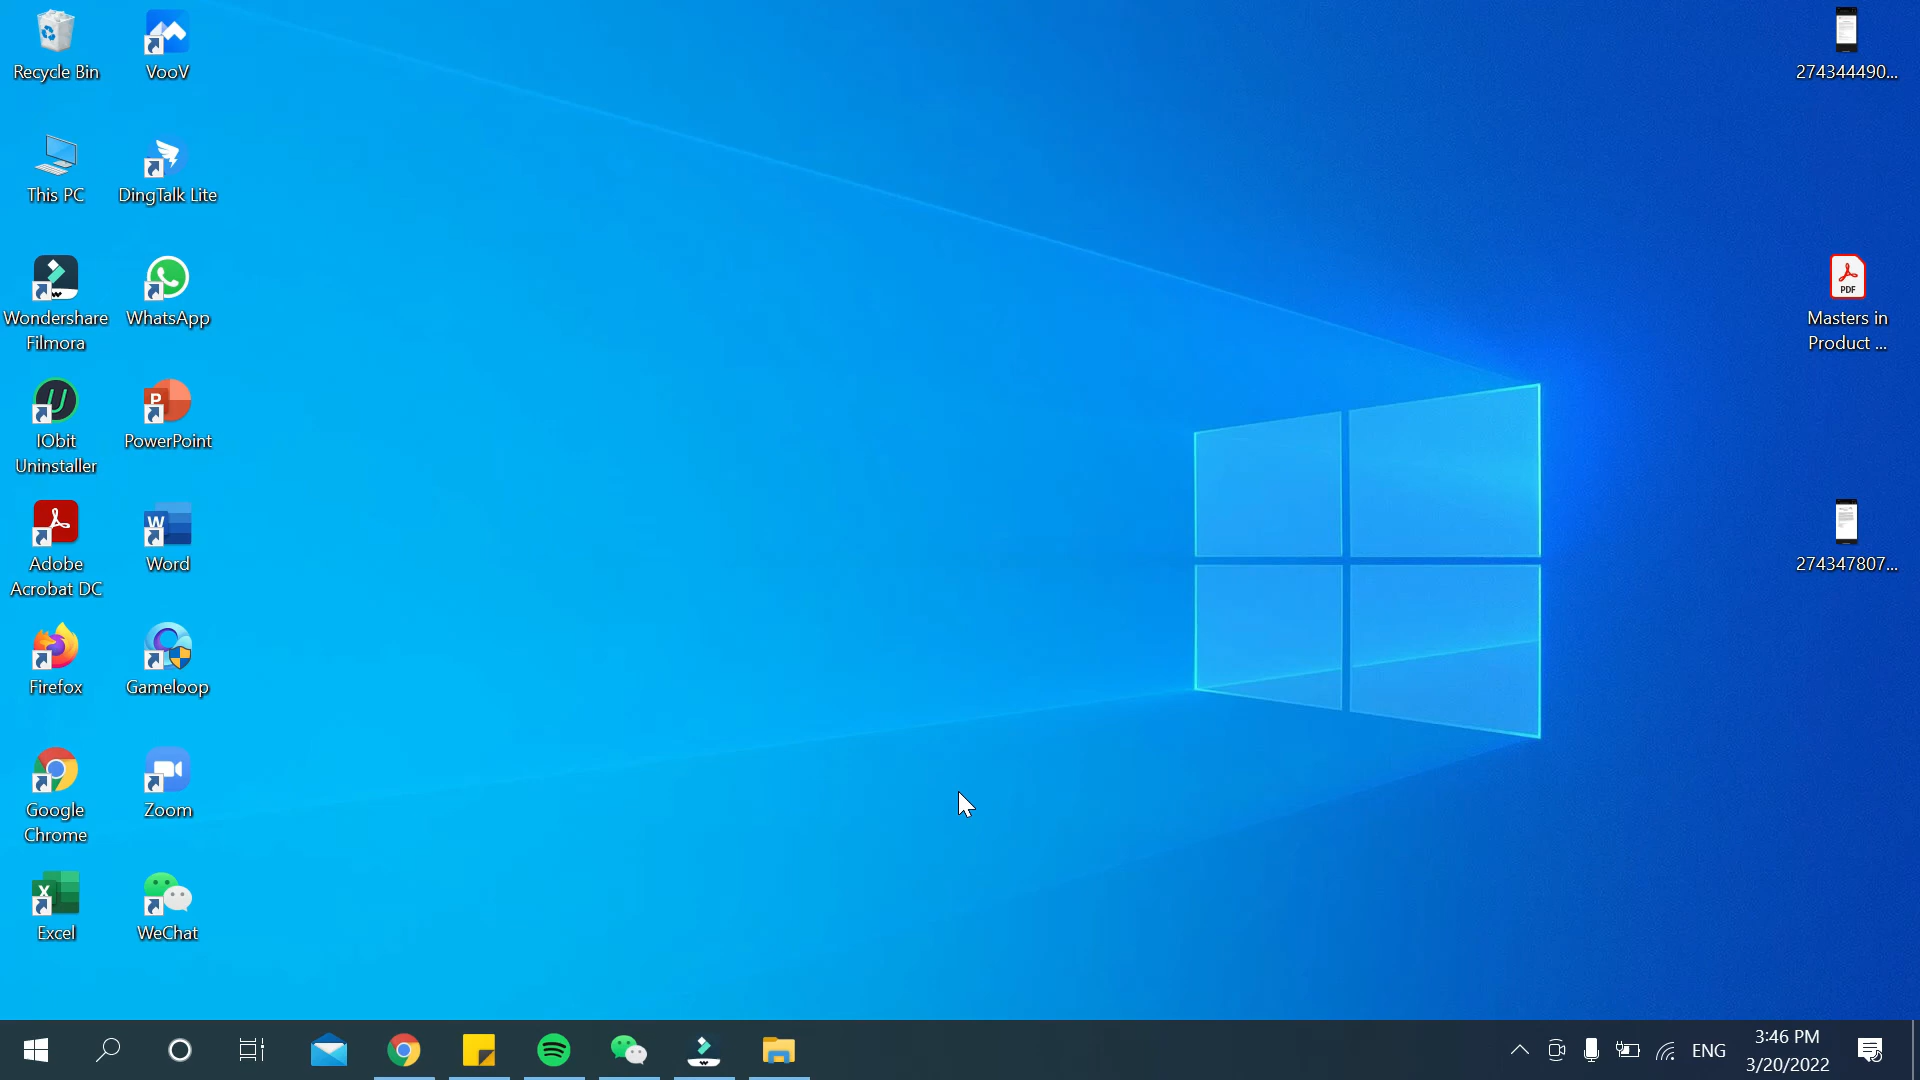 Recycle Bin
VooV
This PC
DingTalk Lite
Wondershare
Filmora
WhatsApp
IObit
Uninstaller
PowerPoint
Adobe
Acrobat DC
Word
Firefox
Gameloop
Google
Chrome
Zoom
Excel
WeChat
274344490...
PDF
Masters in
Product ...
274347807...
ENG
3:46 PM
3/20/2022